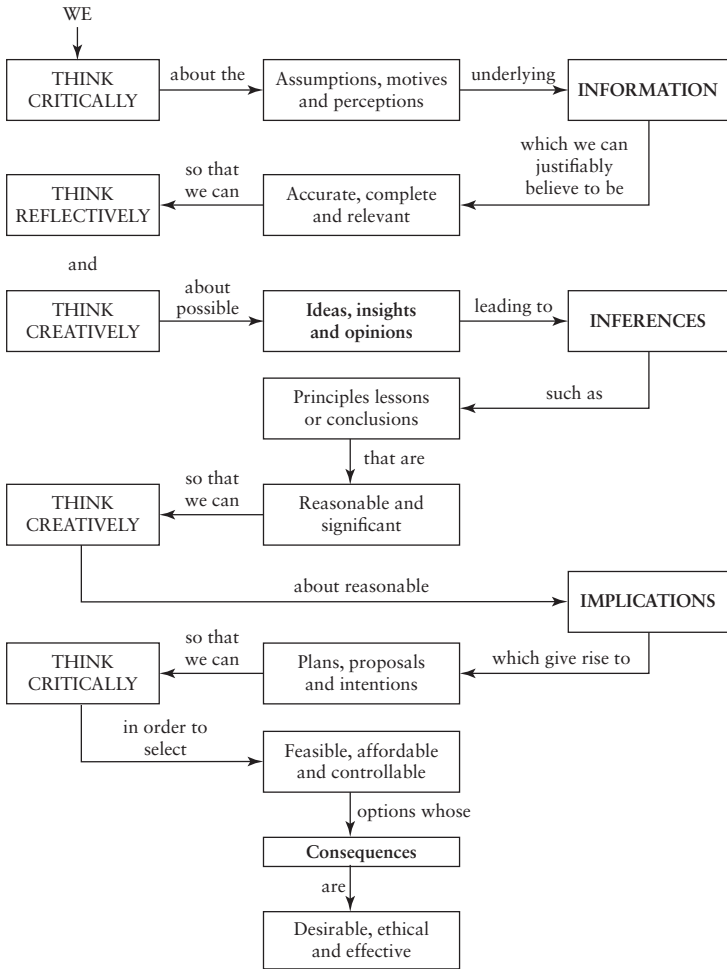 WE
THINK
CRITICALLY
about the
Assumptions, motives
and perceptions
underlying
INFORMATION
which we can
justifiably
believe to be
Accurate, complete
and relevant
so that
we can
THINK
REFLECTIVELY
and
THINK
CREATIVELY
about
possible
Ideas, insights
and opinions
leading to
INFERENCES
such as
Principles lessons
or conclusions
that are
Reasonable and
significant
so that
we can
THINK
CREATIVELY
about reasonable
IMPLICATIONS
which give rise to
Plans, proposals
and intentions
so that
we can
THINK
CRITICALLY
in order to
select
Feasible, affordable
and controllable
options whose
Consequences
are
Desirable, ethical
and effective